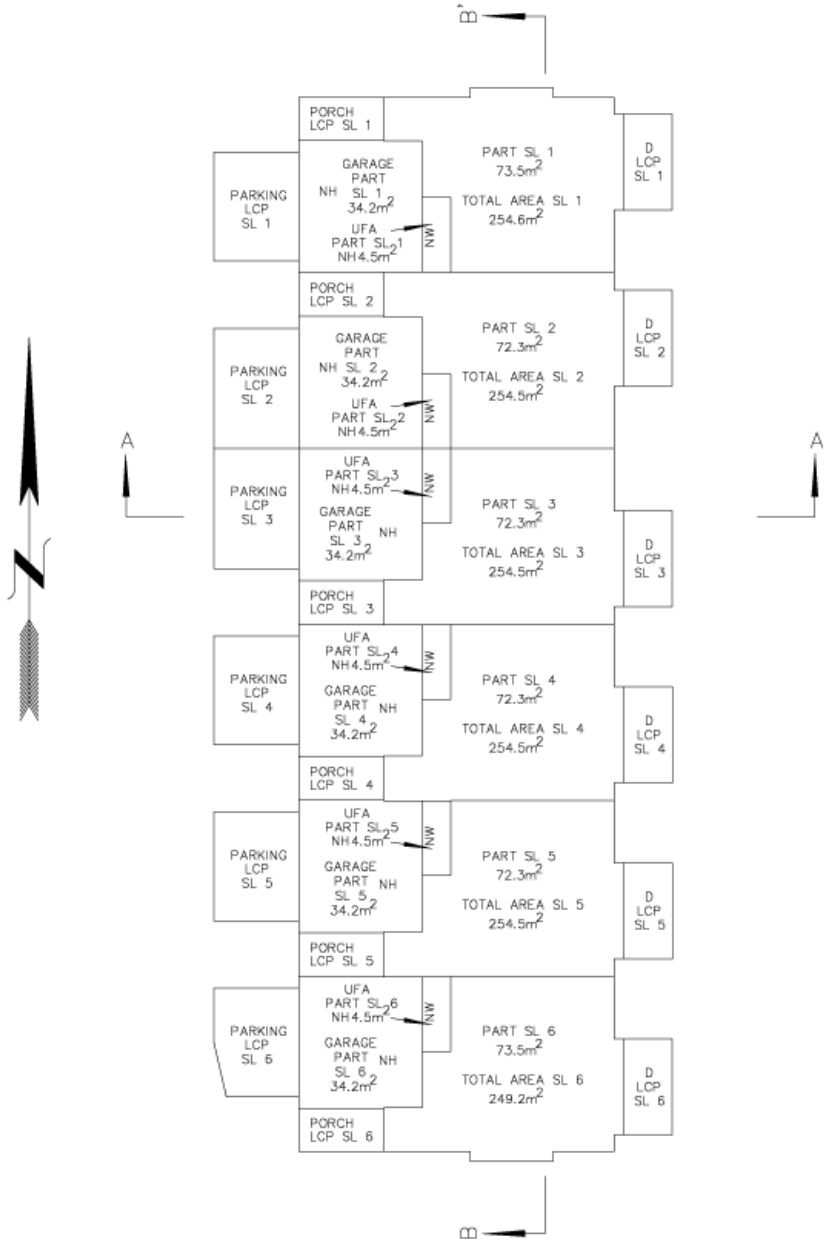 B
PORCH
LCP SL 1
PARKING
LCP
SL 1
GARAGE
PART
NH SL 1
34.2m²
UFA
PART SL 1
NH 4.5m²
NW
PART SL 1
73.5m²
TOTAL AREA SL 1
254.6m²
D
LCP
SL 1
PORCH
LCP SL 2
PARKING
LCP
SL 2
GARAGE
PART
NH SL 2
34.2m²
UFA
PART SL 2
NH 4.5m²
NW
PART SL 2
72.3m²
TOTAL AREA SL 2
254.5m²
D
LCP
SL 2
A
A
PARKING
LCP
SL 3
UFA
PART SL 3
NH 4.5m²
NW
GARAGE
PART
SL 3 NH
34.2m²
PORCH
LCP SL 3
PART SL 3
72.3m²
TOTAL AREA SL 3
254.5m²
D
LCP
SL 3
PARKING
LCP
SL 4
UFA
PART SL 4
NH 4.5m²
NW
GARAGE
PART NH
SL 4
34.2m²
PORCH
LCP SL 4
PART SL 4
72.3m²
TOTAL AREA SL 4
254.5m²
D
LCP
SL 4
PARKING
LCP
SL 5
UFA
PART SL 5
NH 4.5m²
NW
GARAGE
PART NH
SL 5
34.2m²
PORCH
LCP SL 5
PART SL 5
72.3m²
TOTAL AREA SL 5
254.5m²
D
LCP
SL 5
PARKING
LCP
SL 6
UFA
PART SL 6
NH 4.5m²
NW
GARAGE
PART NH
SL 6
34.2m²
PORCH
LCP SL 6
PART SL 6
73.5m²
TOTAL AREA SL 6
249.2m²
D
LCP
SL 6
B